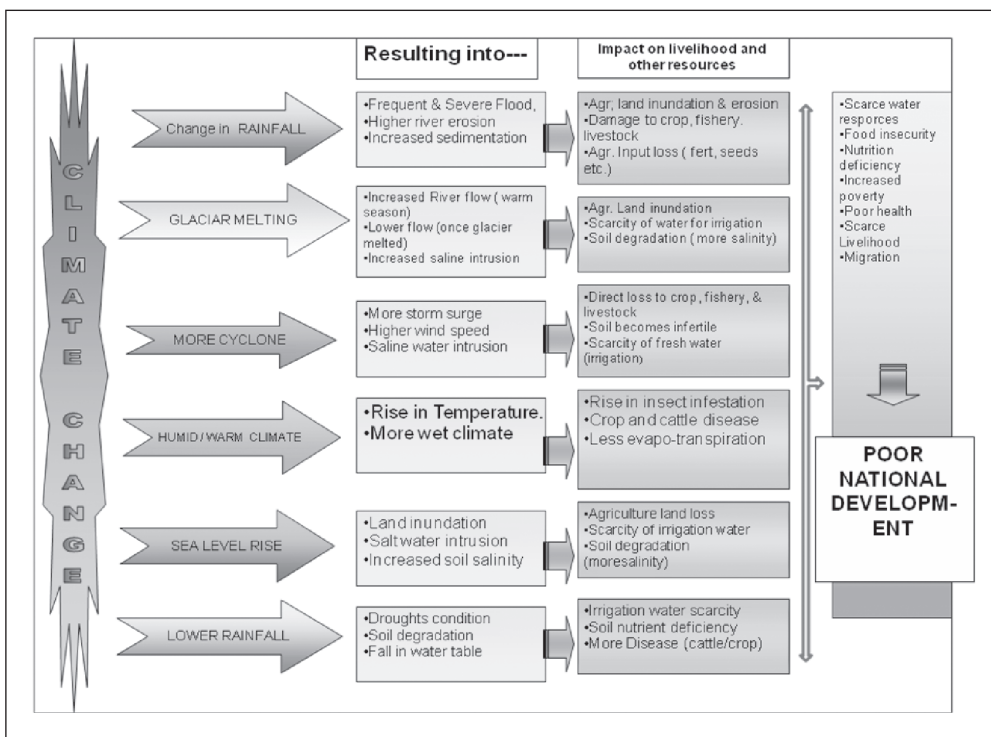 Resulting into---
Impact on livelihood and
other resources
CLIMATE CHANGE
Change in RAINFALL
•Frequent & Severe Flood,
•Higher river erosion
•Increased sedimentation
•Agr, land inundation & erosion
•Damage to crop, fishery.
livestock
•Agr. Input loss ( fert, seeds
etc.)
GLACIAR MELTING
•Increased River flow ( warm
season)
•Lower flow (once glacier
melted)
•Increased saline intrusion
•Agr. Land inundation
•Scarcity of water for irrigation
•Soil degradation ( more salinity)
MORE CYCLONE
•More storm surge
•Higher wind speed
•Saline water intrusion
•Direct loss to crop, fishery, &
livestock
•Soil becomes infertile
•Scarcity of fresh water
(irrigation)
HUMID/WARM CLIMATE
•Rise in Temperature.
•More wet climate
•Rise in insect infestation
•Crop and cattle disease
•Less evapo-transpiration
SEA LEVEL RISE
•Land inundation
•Salt water intrusion
•Increased soil salinity
•Agriculture land loss
•Scarcity of irrigation water
•Soil degradation
(moresalinity)
LOWER RAINFALL
•Droughts condition
•Soil degradation
•Fall in water table
•Irrigation water scarcity
•Soil nutrient deficiency
•More Disease (cattle/crop)
•Scarce water
resporces
•Food insecurity
•Nutrition
deficiency
•Increased
poverty
•Poor health
•Scarce
Livelihood
•Migration
POOR
NATIONAL
DEVELOPM-
ENT